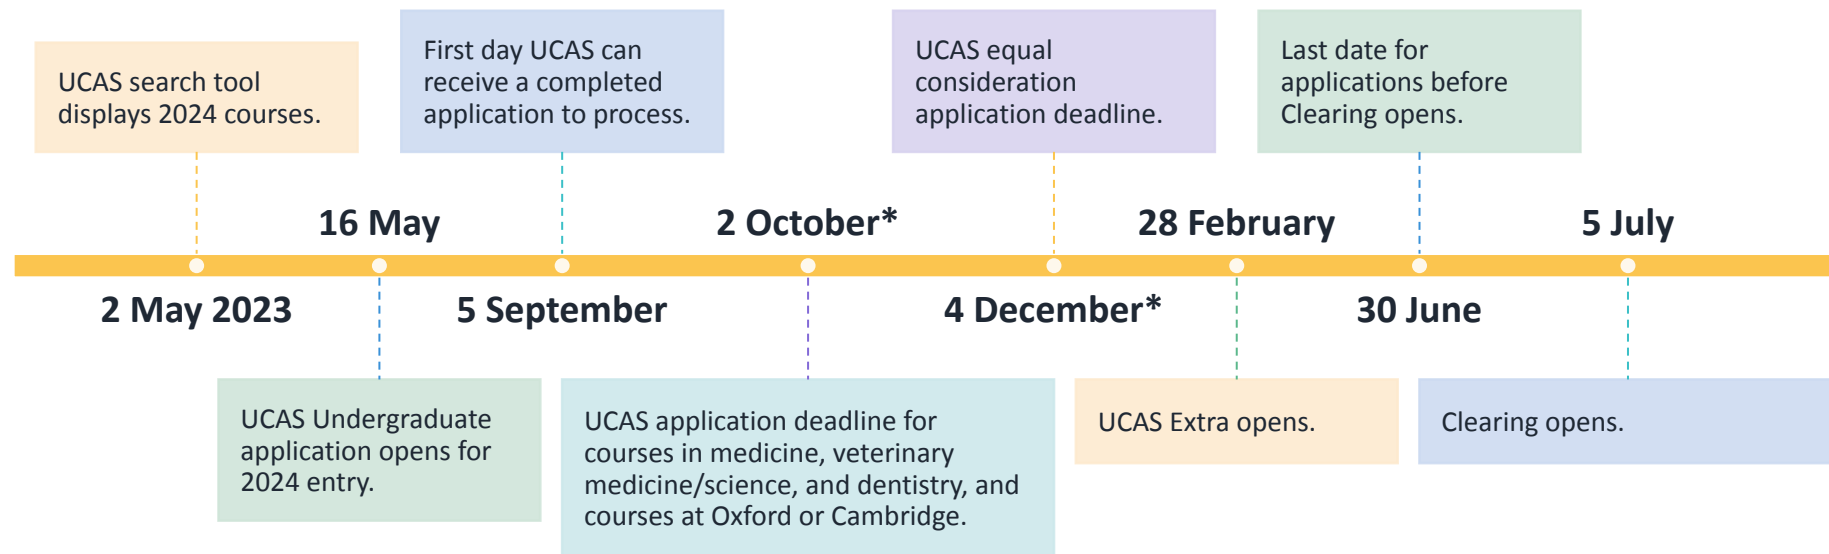 UCAS search tool
displays 2024 courses.
First day UCAS can
receive a completed
application to process.
UCAS equal
consideration
application deadline.
Last date for
applications before
Clearing opens.
16 May
2 October*
28 February
5 July
2 May 2023
5 September
4 December*
30 June
UCAS Undergraduate
application opens for
2024 entry.
UCAS application deadline for
courses in medicine, veterinary
medicine/science, and dentistry, and
courses at Oxford or Cambridge.
UCAS Extra opens.
Clearing opens.